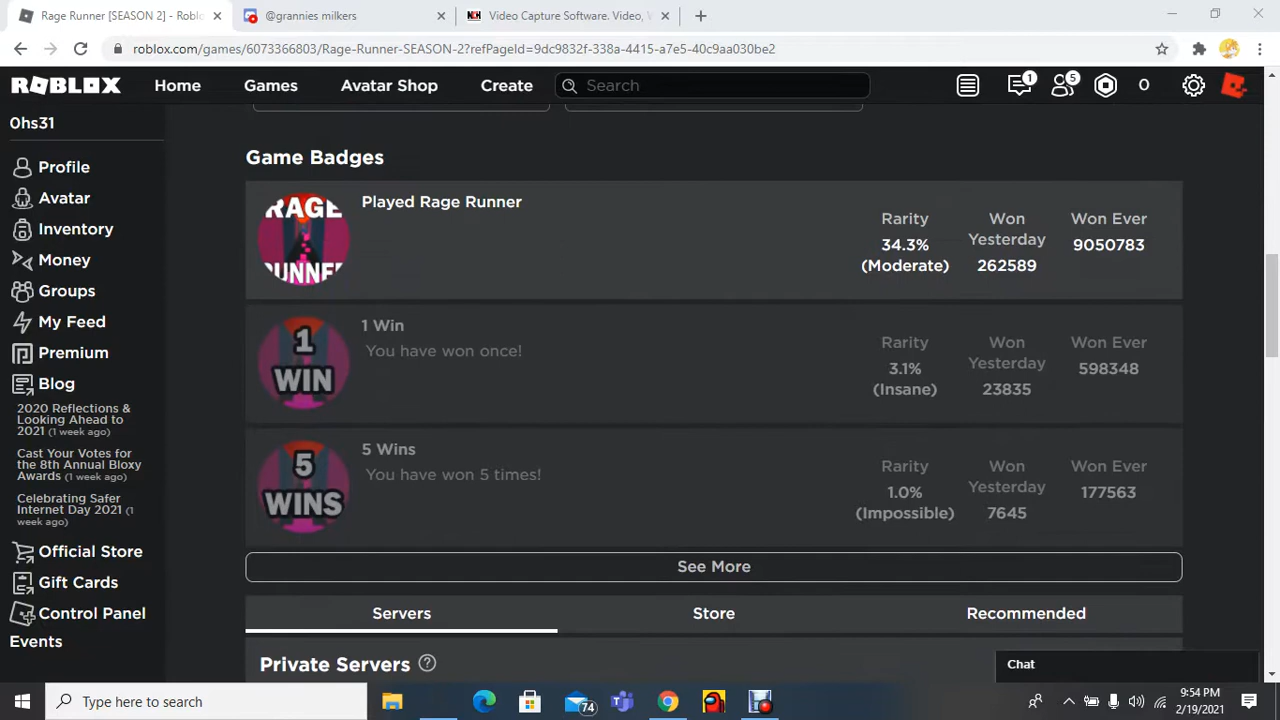 Rage Runner [SEASON 2] - Roblo
@grannies milkers
NCH Video Capture Software. Video, W
roblox.com/games/6073366803/Rage-Runner-SEASON-2?refPageId=9dc9832f-338a-4415-a7e5-40c9aa030be2
ROBLOX Home Games Avatar Shop Create Search 1 5 0
0hs31
Profile
Avatar
Inventory
Money
Groups
My Feed
Premium
Blog
2020 Reflections &
Looking Ahead to
2021 (1 week ago)
Cast Your Votes for
the 8th Annual Bloxy
Awards (1 week ago)
Celebrating Safer
Internet Day 2021 (1
week ago)
Official Store
Gift Cards
Control Panel
Events
Game Badges
RAGE
RUNNE
Played Rage Runner
Rarity
34.3%
(Moderate)
Won
Yesterday
262589
Won Ever
9050783
1
WIN
1 Win
You have won once!
Rarity
3.1%
(Insane)
Won
Yesterday
23835
Won Ever
598348
5
WINS
5 Wins
You have won 5 times!
Rarity
1.0%
(Impossible)
Won
Yesterday
7645
Won Ever
177563
See More
Servers Store Recommended
Private Servers ?
Chat
Type here to search
74
9:54 PM
2/19/2021